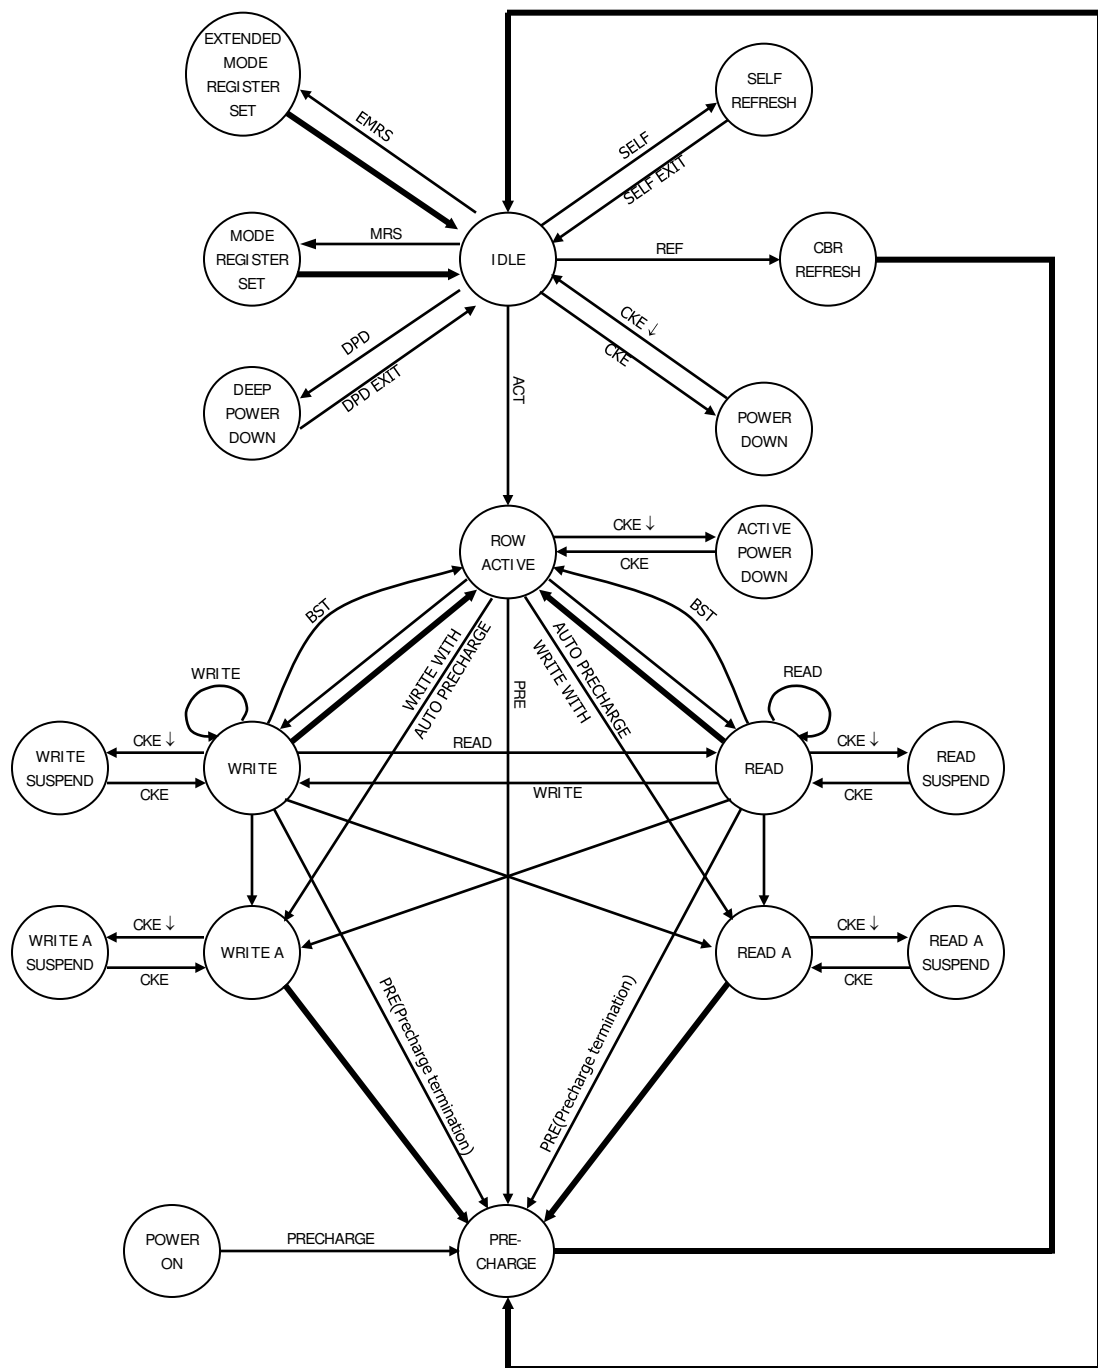 EXTENDED
MODE
REGISTER
SET
EMRS
SELF
REFRESH
SELF
SELF EXIT
MODE
REGISTER
SET
MRS
IDLE
REF
CBR
REFRESH
DPD
DPD EXIT
CKE ↓
CKE
DEEP
POWER
DOWN
ACT
POWER
DOWN
ROW
ACTIVE
CKE ↓
CKE
ACTIVE
POWER
DOWN
BST
WRITE WITH
AUTO PRECHARGE
PRE
AUTO PRECHARGE
WRITE WITH
BST
WRITE
READ
WRITE
SUSPEND
CKE ↓
CKE
WRITE
READ
WRITE
READ
CKE ↓
CKE
READ
SUSPEND
WRITE A
SUSPEND
CKE ↓
CKE
WRITE A
READ A
CKE ↓
CKE
READ A
SUSPEND
PRE(Precharge termination)
PRE(Precharge termination)
POWER
ON
PRECHARGE
PRE-
CHARGE